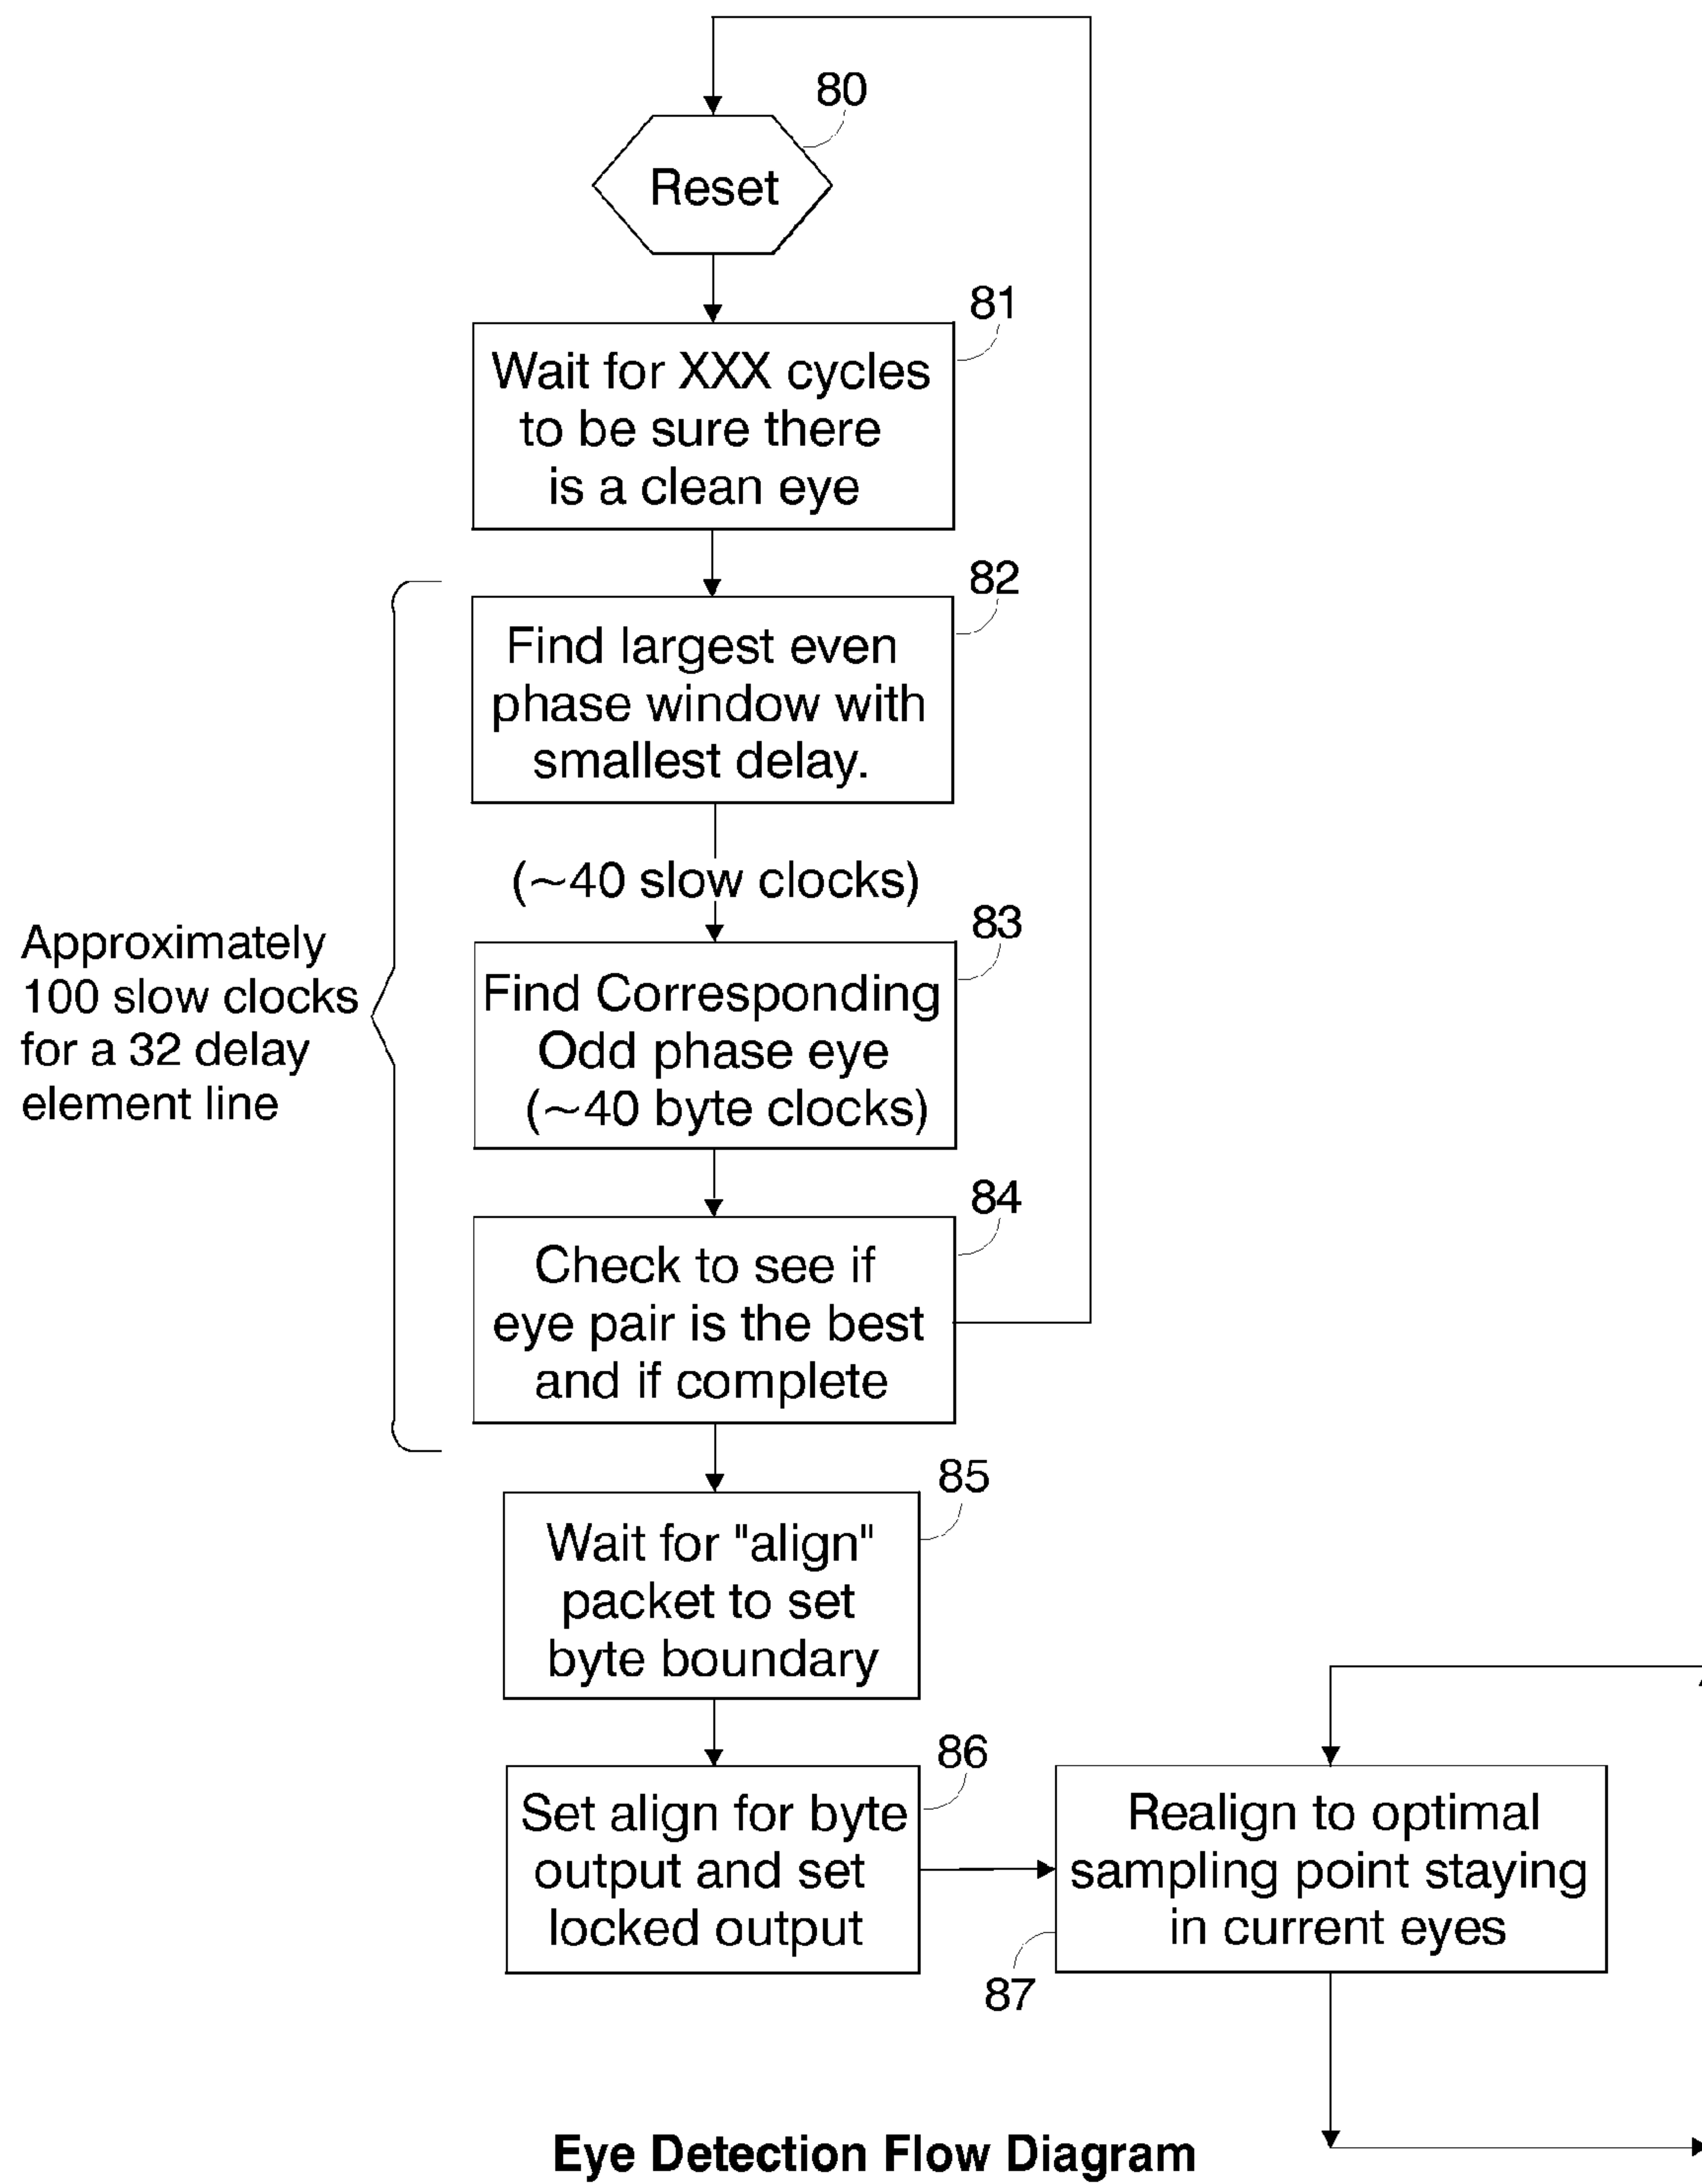 80
Reset
81
Wait for XXX cycles
to be sure there
is a clean eye
82
Find largest even
phase window with
smallest delay.
(~40 slow clocks)
Approximately
100 slow clocks
for a 32 delay
element line
83
Find Corresponding
Odd phase eye
(~40 byte clocks)
84
Check to see if
eye pair is the best
and if complete
85
Wait for "align"
packet to set
byte boundary
86
Set align for byte
output and set
locked output
Realign to optimal
sampling point staying
in current eyes
87
Eye Detection Flow Diagram